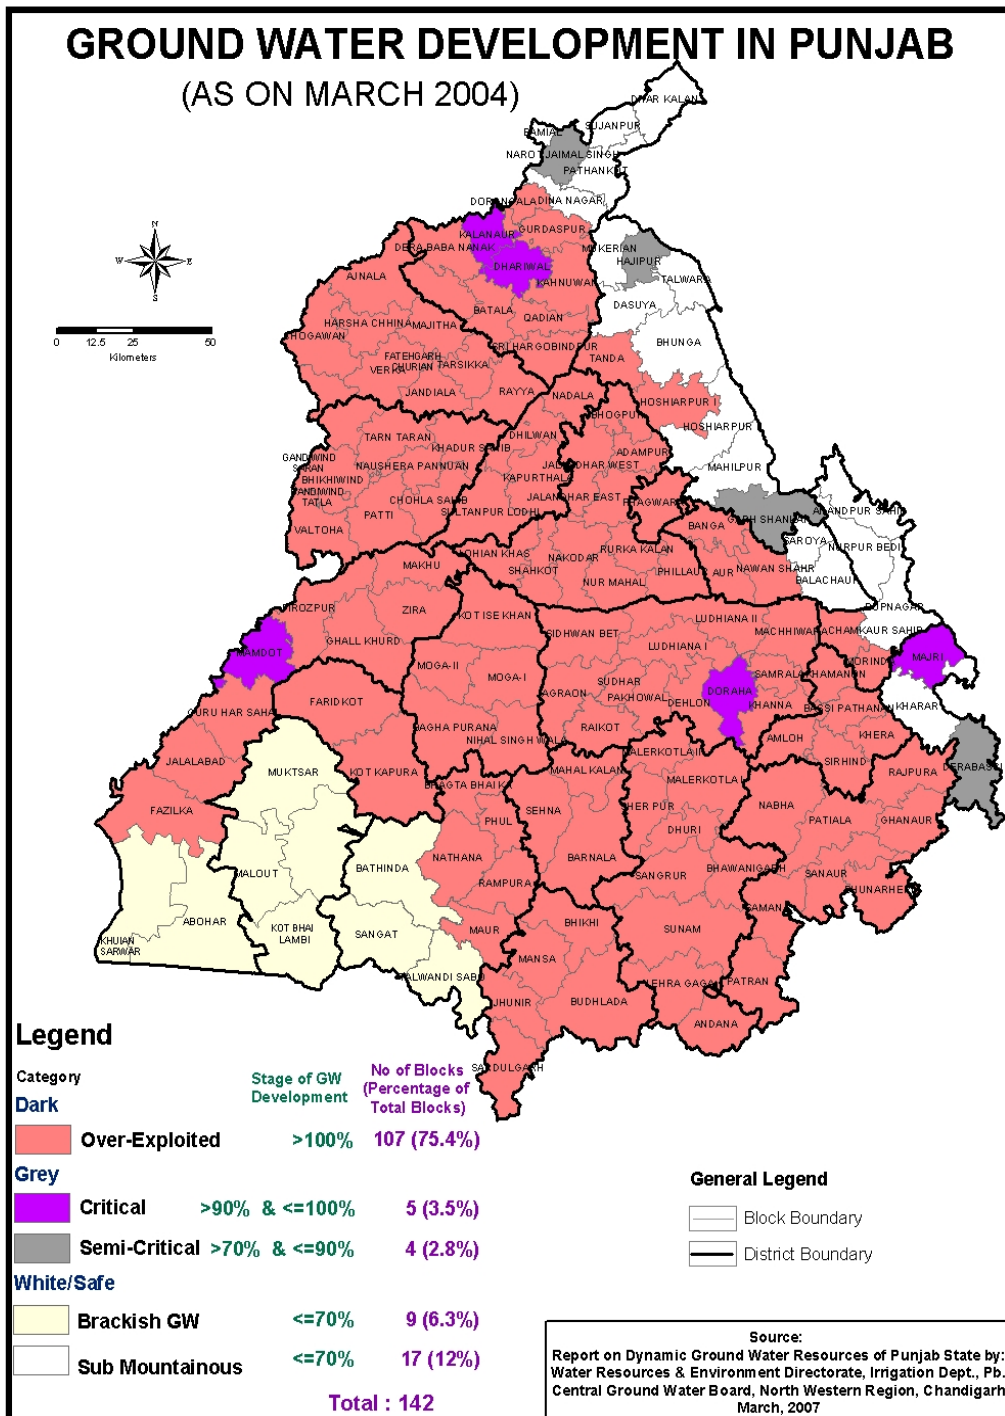 GROUND WATER DEVELOPMENT IN PUNJAB
(AS ON MARCH 2004)
DHAR KALAN
SUJANPUR
BAMIAL
NAROT JAIMAL SINGH
PATHANKOT
DORANGALA
DINA NAGAR
KALANAUR
GURDASPUR
N
W
E
S
DERA BABA NANAK
MUKERIAN
HAJIPUR
DHARIWAL
AJNALA
KAHNUWAN
TALWARA
DASUYA
BATALA
QADIAN
HARSHA CHHINA
MAJITHA
CHOGAWAN
0
12.5
25
50
Kilometers
SRI HARGOBINDPUR
BHUNGA
FATEHGARH
CHURIAN
TARSIKKA
TANDA
VERKA
JANDIALA
RAYYA
NADALA
HOSHIARPUR I
BHOGPUR
HOSHIARPUR
TARN TARAN
DHILWAN
KHADUR SAHIB
ADAMPUR
NAUSHERA PANNUAN
JALANDHAR WEST
MAHILPUR
BHIKHIWIND
KAPURTHALA
TATLA
CHOHLA SAHIB
JALANDHAR EAST
PHAGWARA
PATTI
SULTANPUR LODHI
GARH SHANKAR
ANANDPUR SAHIB
VALTOHA
BANGA
SAROYA
NURPUR BEDI
LOHIAN KHAS
NAKODAR
RURKA KALAN
MAKHU
SHAHKOT
PHILLAUR
AUR
NAWAN SHAHR
NUR MAHAL
BALACHAUR
FIROZPUR
ZIRA
KOT ISE KHAN
RUPNAGAR
LUDHIANA II
GHALL KHURD
SIDHWAN BET
MACHHIWARA
CHAMKAUR SAHIB
MAMDOT
LUDHIANA I
MAJRI
MOGA-II
MORINDA
MOGA-I
SUDHAR
SAMRALA
KHAMANON
JAGRAON
PAKHOWAL
DEHLON
DORAHA
KHANNA
BASSI PATHANAN
KHARAR
FARIDKOT
GURU HAR SAHAI
BAGHA PURANA
RAIKOT
NIHAL SINGH WALA
AMLOH
KHERA
JALALABAD
MALERKOTLA II
SIRHIND
DERABASSI
MUKTSAR
KOT KAPURA
MAHAL KALAN
MALERKOTLA I
RAJPURA
BHAGTA BHAI KA
FAZILKA
SEHNA
SHER PUR
NABHA
PHUL
PATIALA
GHANAUR
DHURI
NATHANA
BARNALA
BATHINDA
BHAWANIGARH
MALOUT
RAMPURA
SANGRUR
SANAUR
BHUNARHERI
SAMANA
ABOHAR
BHIKHI
KOT BHAI
LAMBI
SANGAT
MAUR
SUNAM
KHUIAN
SARWAR
MANSA
TALWANDI SABO
LEHRA GAGA
PATRAN
JHUNIR
BUDHLADA
ANDANA
SARDULGARH
Legend
Category
Stage of GW
Development
No of Blocks
(Percentage of
Total Blocks)
Dark
Over-Exploited >100% 107 (75.4%)
Grey
Critical >90% & <=100% 5 (3.5%)
Semi-Critical >70% & <=90% 4 (2.8%)
White/Safe
Brackish GW <=70% 9 (6.3%)
Sub Mountainous <=70% 17 (12%)
Total : 142
General Legend
Block Boundary
District Boundary
Source:
Report on Dynamic Ground Water Resources of Punjab State by:
Water Resources & Environment Directorate, Irrigation Dept., Pb.
Central Ground Water Board, North Western Region, Chandigarh
March, 2007